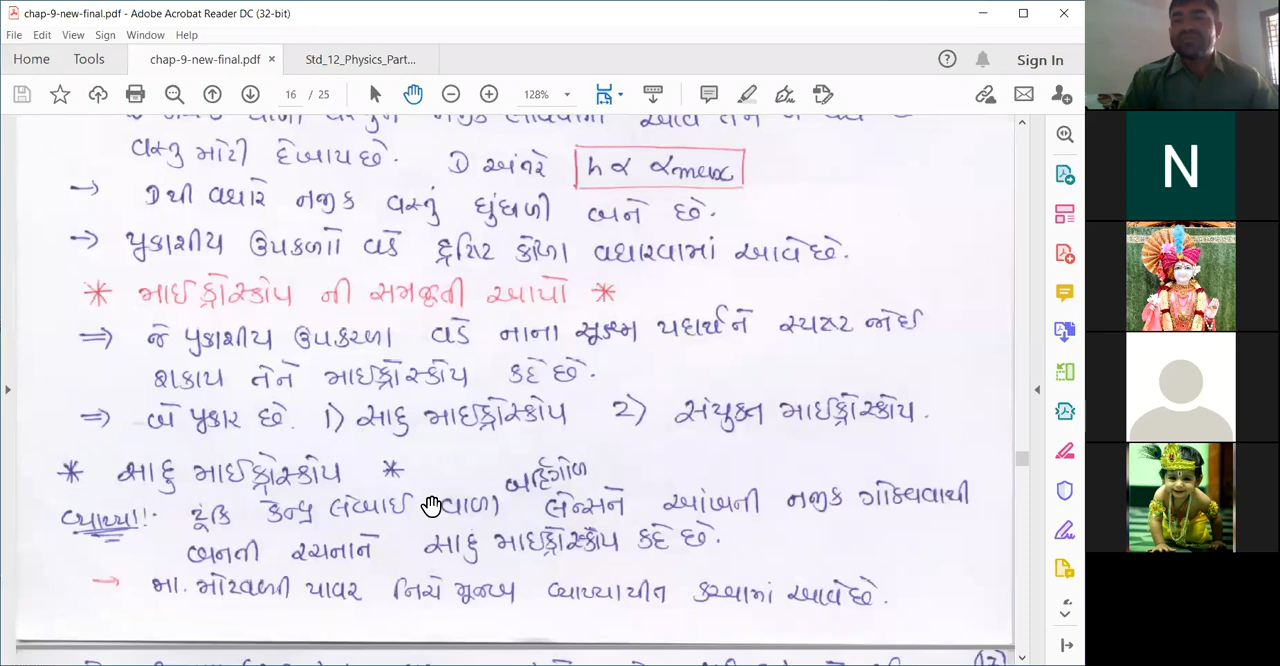 chap-9-new-final.pdf - Adobe Acrobat Reader DC (32-bit)
File Edit View Sign Window Help
Home Tools chap-9-new-final.pdf × Std_12_Physics_Part... Sign In
16 / 25 128%
વસ્તુ મોટી દેખાય છે. D અંતરે h α αmax
→ Dથી વધારે નજીક વસ્તું ધુંધળી બને છે.
→ પ્રકાશીય ઉપકરણો વડે દ્રષ્ટિ કોણ વધારવામાં આવે છે.
* માઈક્રોસ્કોપ ની સમજૂતી આપો *
⇒ જે પ્રકાશીય ઉપકરણ વડે નાના સૂક્ષ્મ પદાર્થને સ્પષ્ટ જોઈ
શકાય તેને માઈક્રોસ્કોપ કહે છે.
⇒ બે પ્રકાર છે. 1) સાદુ માઈક્રોસ્કોપ 2) સંયુક્ત માઈક્રોસ્કોપ.
* સાદુ માઈક્રોસ્કોપ *
વ્યાખ્યા:- ટૂંકિ કેન્દ્ર લંબાઈ વાળા બર્હિગોળ લેન્સને આંખની નજીક ગોઠવવાથી
બનતી રચનાને સાદું માઈક્રોસ્કોપ કહે છે.
→ મા. મોટવણી પાવર નિચે મુજબ વ્યાખ્યાયીત કરવામાં આવે છે.
N